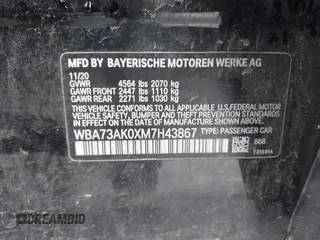 MFD BY BAYERISCHE MOTOREN WERKE AG
11/20
GVWR 4564 lbs 2070 kg
GAWR FRONT 2447 lbs 1110 kg
GAWR REAR 2271 lbs 1030 kg
THIS VEHICLE CONFORMS TO ALL APPLICABLE U.S. FEDERAL
MOTOR VEHICLE SAFETY, BUMPER, AND THEFT PREVENTION
STANDARDS IN EFFECT ON THE DATE OF MANUFACTURE SHOWN ABOVE.
WBA73AK0XM7H43867 TYPE: PASSENGER CAR
668
DREAMBID